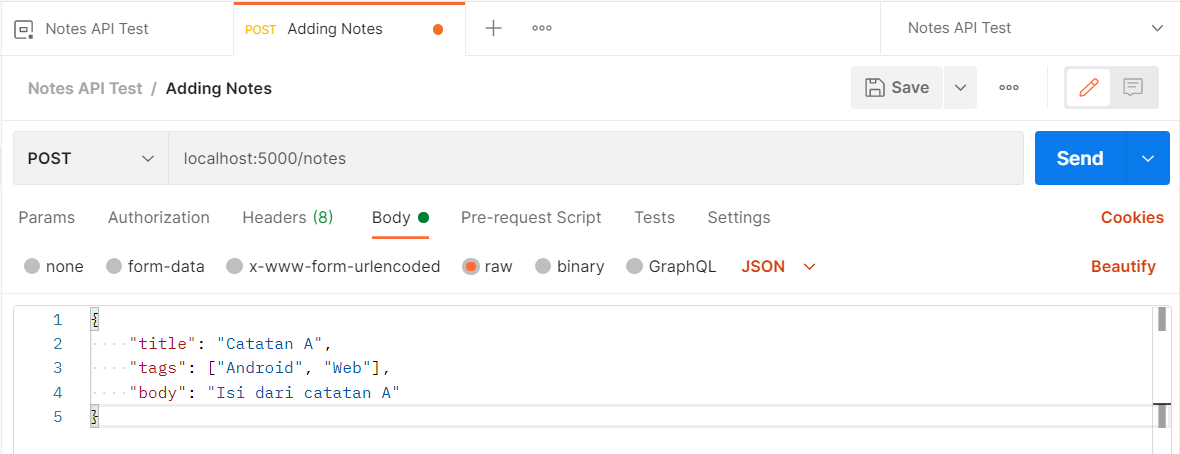 Notes API Test
POST Adding Notes
Notes API Test
Notes API Test / Adding Notes
Save
POST
localhost:5000/notes
Send
Params Authorization Headers (8) Body Pre-request Script Tests Settings Cookies
none form-data x-www-form-urlencoded raw binary GraphQL JSON Beautify
1 {
2 "title": "Catatan A",
3 "tags": ["Android", "Web"],
4 "body": "Isi dari catatan A"
5 }